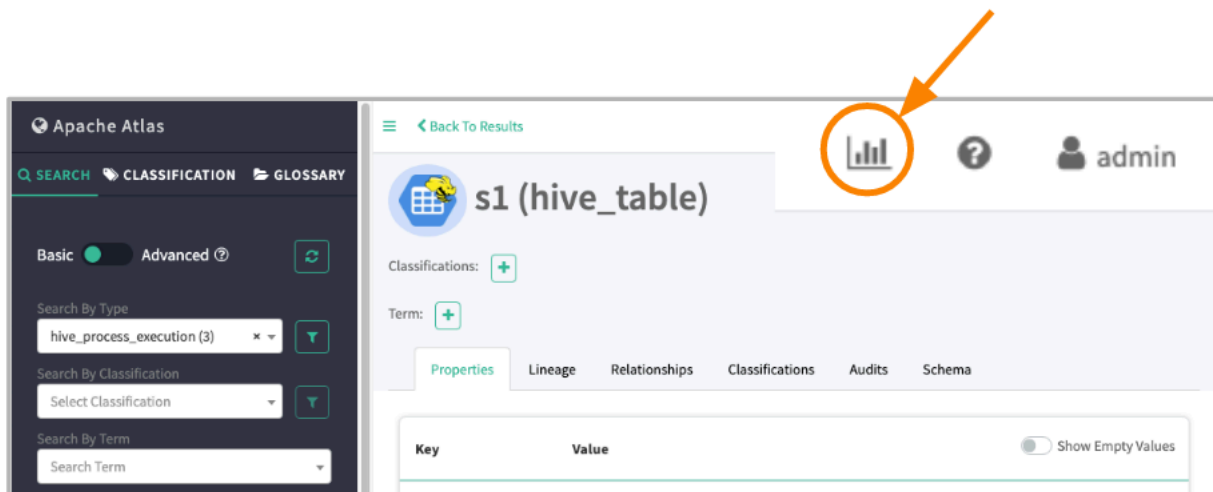 Apache Atlas
SEARCH CLASSIFICATION GLOSSARY
Basic Advanced ?
Search By Type
hive_process_execution (3) ×
Search By Classification
Select Classification
Search By Term
Search Term
Back To Results
? admin
s1 (hive_table)
Classifications: +
Term: +
Properties Lineage Relationships Classifications Audits Schema
Key Value Show Empty Values